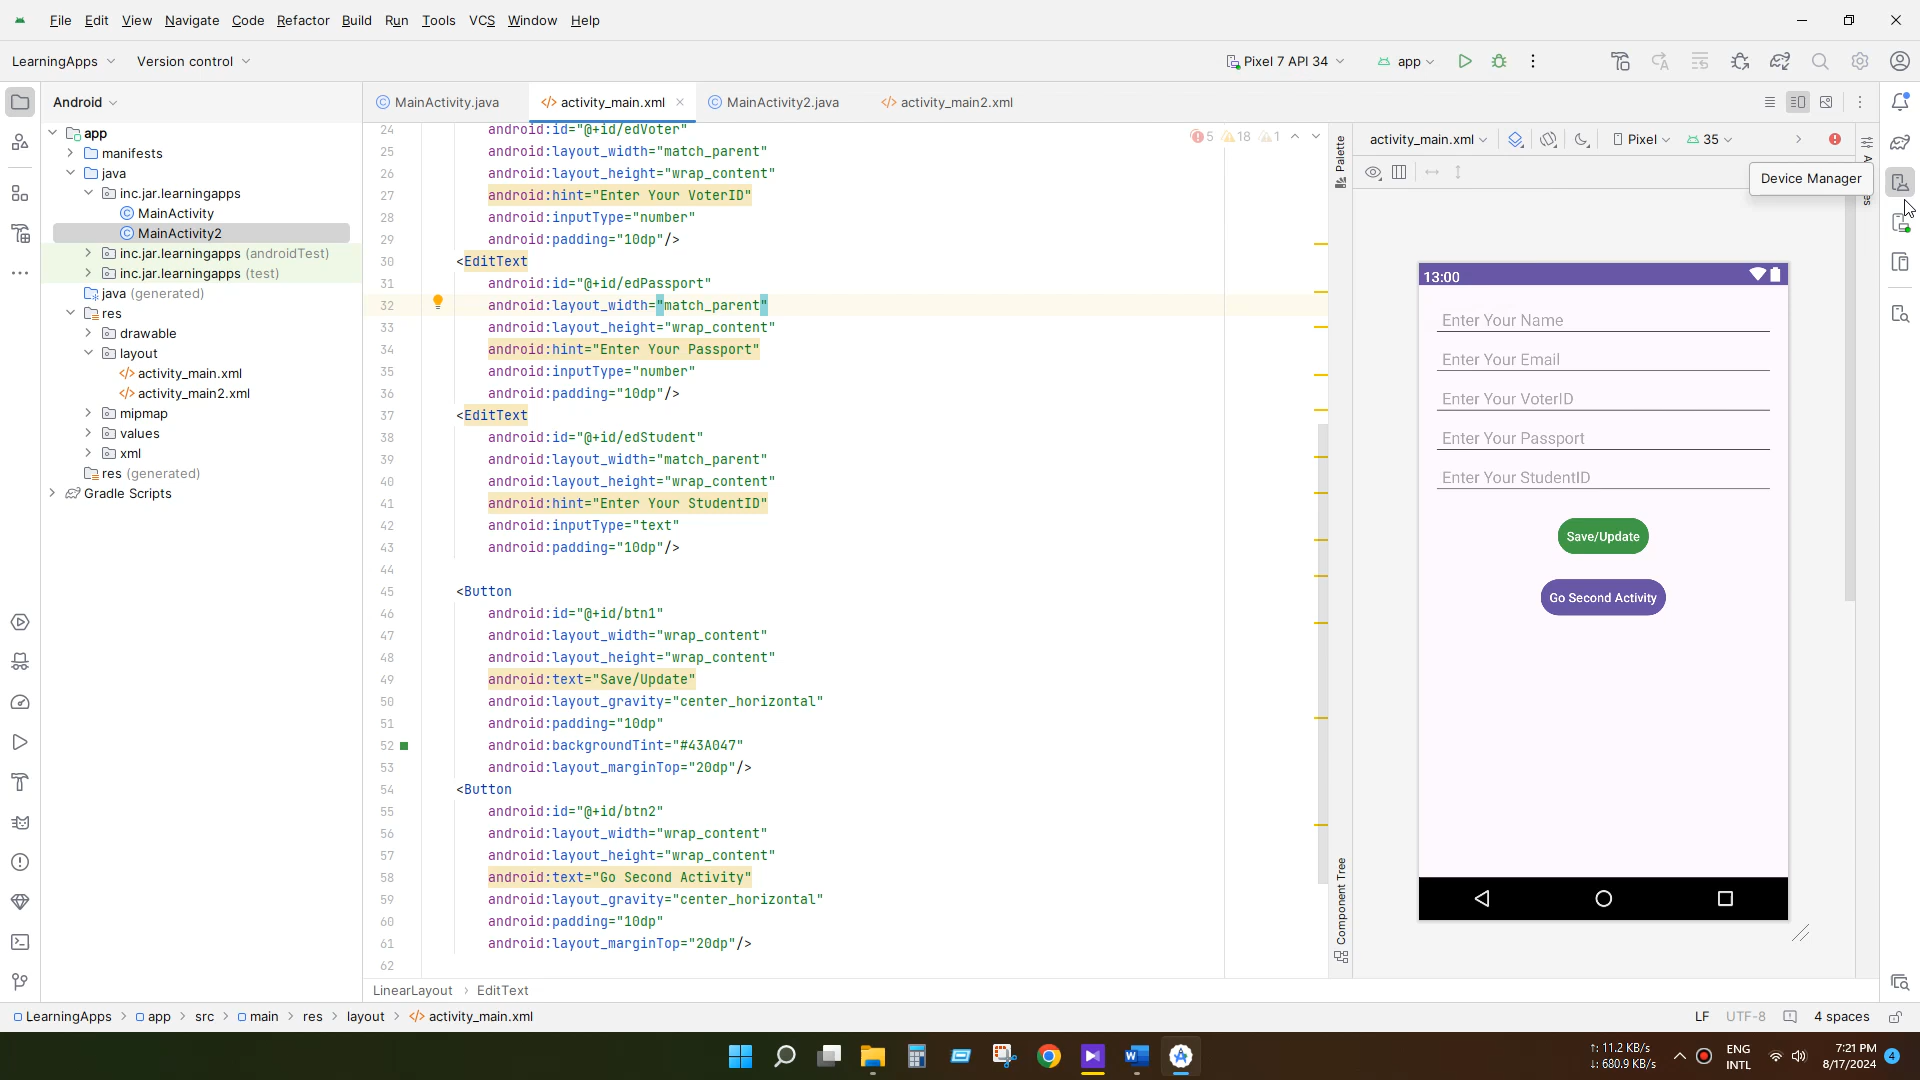 File Edit View Navigate Code Refactor Build Run Tools VCS Window Help
LearningApps Version control Pixel 7 API 34 app
Android
MainActivity.java activity_main.xml MainActivity2.java activity_main2.xml
app
manifests
java
inc.jar.learningapps
MainActivity
MainActivity2
inc.jar.learningapps (androidTest)
inc.jar.learningapps (test)
java (generated)
res
drawable
layout
activity_main.xml
activity_main2.xml
mipmap
values
xml
res (generated)
Gradle Scripts
5 18 1
24 android:id="@+id/edVoter"
25 android:layout_width="match_parent"
26 android:layout_height="wrap_content"
27 android:hint="Enter Your VoterID"
28 android:inputType="number"
29 android:padding="10dp"/>
30 <EditText
31 android:id="@+id/edPassport"
32 android:layout_width="match_parent"
33 android:layout_height="wrap_content"
34 android:hint="Enter Your Passport"
35 android:inputType="number"
36 android:padding="10dp"/>
37 <EditText
38 android:id="@+id/edStudent"
39 android:layout_width="match_parent"
40 android:layout_height="wrap_content"
41 android:hint="Enter Your StudentID"
42 android:inputType="text"
43 android:padding="10dp"/>
44
45 <Button
46 android:id="@+id/btn1"
47 android:layout_width="wrap_content"
48 android:layout_height="wrap_content"
49 android:text="Save/Update"
50 android:layout_gravity="center_horizontal"
51 android:padding="10dp"
52 android:backgroundTint="#43A047"
53 android:layout_marginTop="20dp"/>
54 <Button
55 android:id="@+id/btn2"
56 android:layout_width="wrap_content"
57 android:layout_height="wrap_content"
58 android:text="Go Second Activity"
59 android:layout_gravity="center_horizontal"
60 android:padding="10dp"
61 android:layout_marginTop="20dp"/>
62
LinearLayout EditText
Palette
Component Tree
activity_main.xml Pixel 35
Device Manager
13:00
Enter Your Name
Enter Your Email
Enter Your VoterID
Enter Your Passport
Enter Your StudentID
Save/Update
Go Second Activity
LearningApps app src main res layout activity_main.xml
LF UTF-8 4 spaces
↑: 11.2 KB/s
↓: 680.9 KB/s
ENG
INTL
7:21 PM
8/17/2024
4